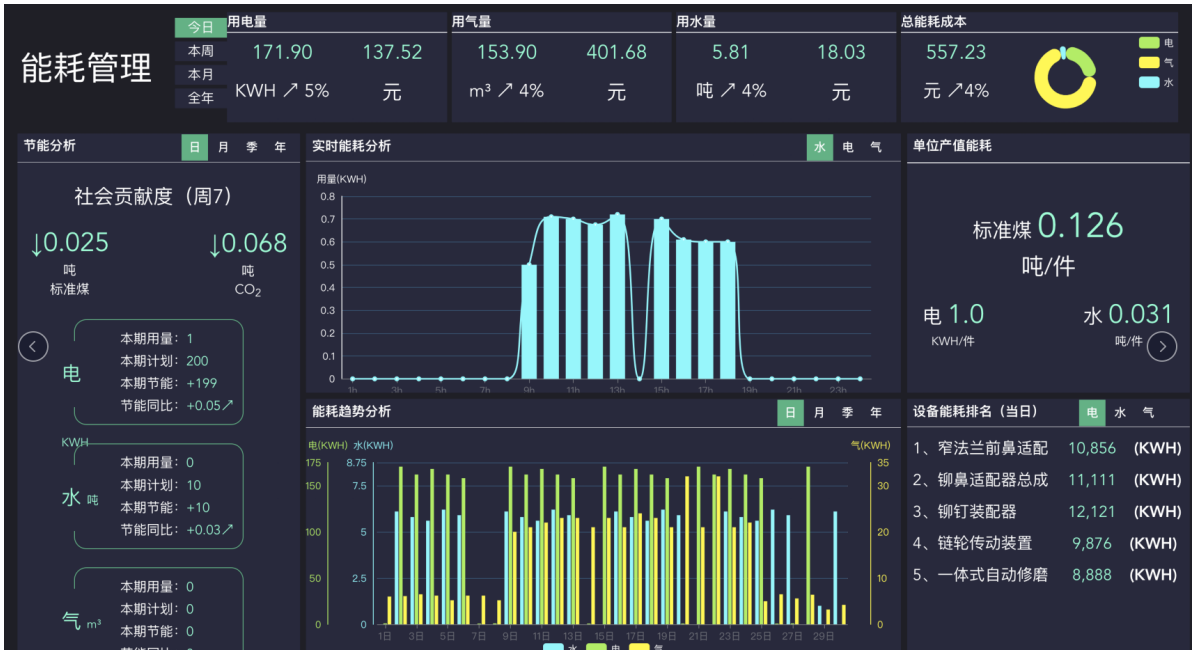 能耗管理
今日
本周
本月
全年
用电量
171.90 137.52
KWH ↗ 5% 元
用气量
153.90 401.68
m³ ↗ 4% 元
用水量
5.81 18.03
吨 ↗ 4% 元
总能耗成本
557.23
元 ↗4%
电
气
水
节能分析 日 月 季 年
社会贡献度（周7）
↓0.025 ↓0.068
吨 吨
标准煤 CO₂
电
KWH
本期用量：1
本期计划：200
本期节能：+199
节能同比：+0.05↗
水 吨
本期用量：0
本期计划：10
本期节能：+10
节能同比：+0.03↗
气 m³
本期用量：0
本期计划：0
本期节能：0
实时能耗分析 水 电 气
用量(KWH)
0.8
0.7
0.6
0.5
0.4
0.3
0.2
0.1
0
1h 3h 5h 7h 9h 11h 13h 15h 17h 19h 21h 23h
能耗趋势分析 日 月 季 年
电(KWH) 水(KWH) 气(KWH)
175 8.75 35
150 7.5 30
100 5 20
50 2.5 10
0 0 0
1日 3日 5日 7日 9日 11日 13日 15日 17日 19日 21日 23日 25日 27日 29日
水 电 气
单位产值能耗
标准煤 0.126
吨/件
电 1.0 水 0.031
KWH/件 吨/件
设备能耗排名（当日） 电 水 气
1、窄法兰前鼻适配 10,856 (KWH)
2、铆鼻适配器总成 11,111 (KWH)
3、铆钉装配器 12,121 (KWH)
4、链轮传动装置 9,876 (KWH)
5、一体式自动修磨 8,888 (KWH)